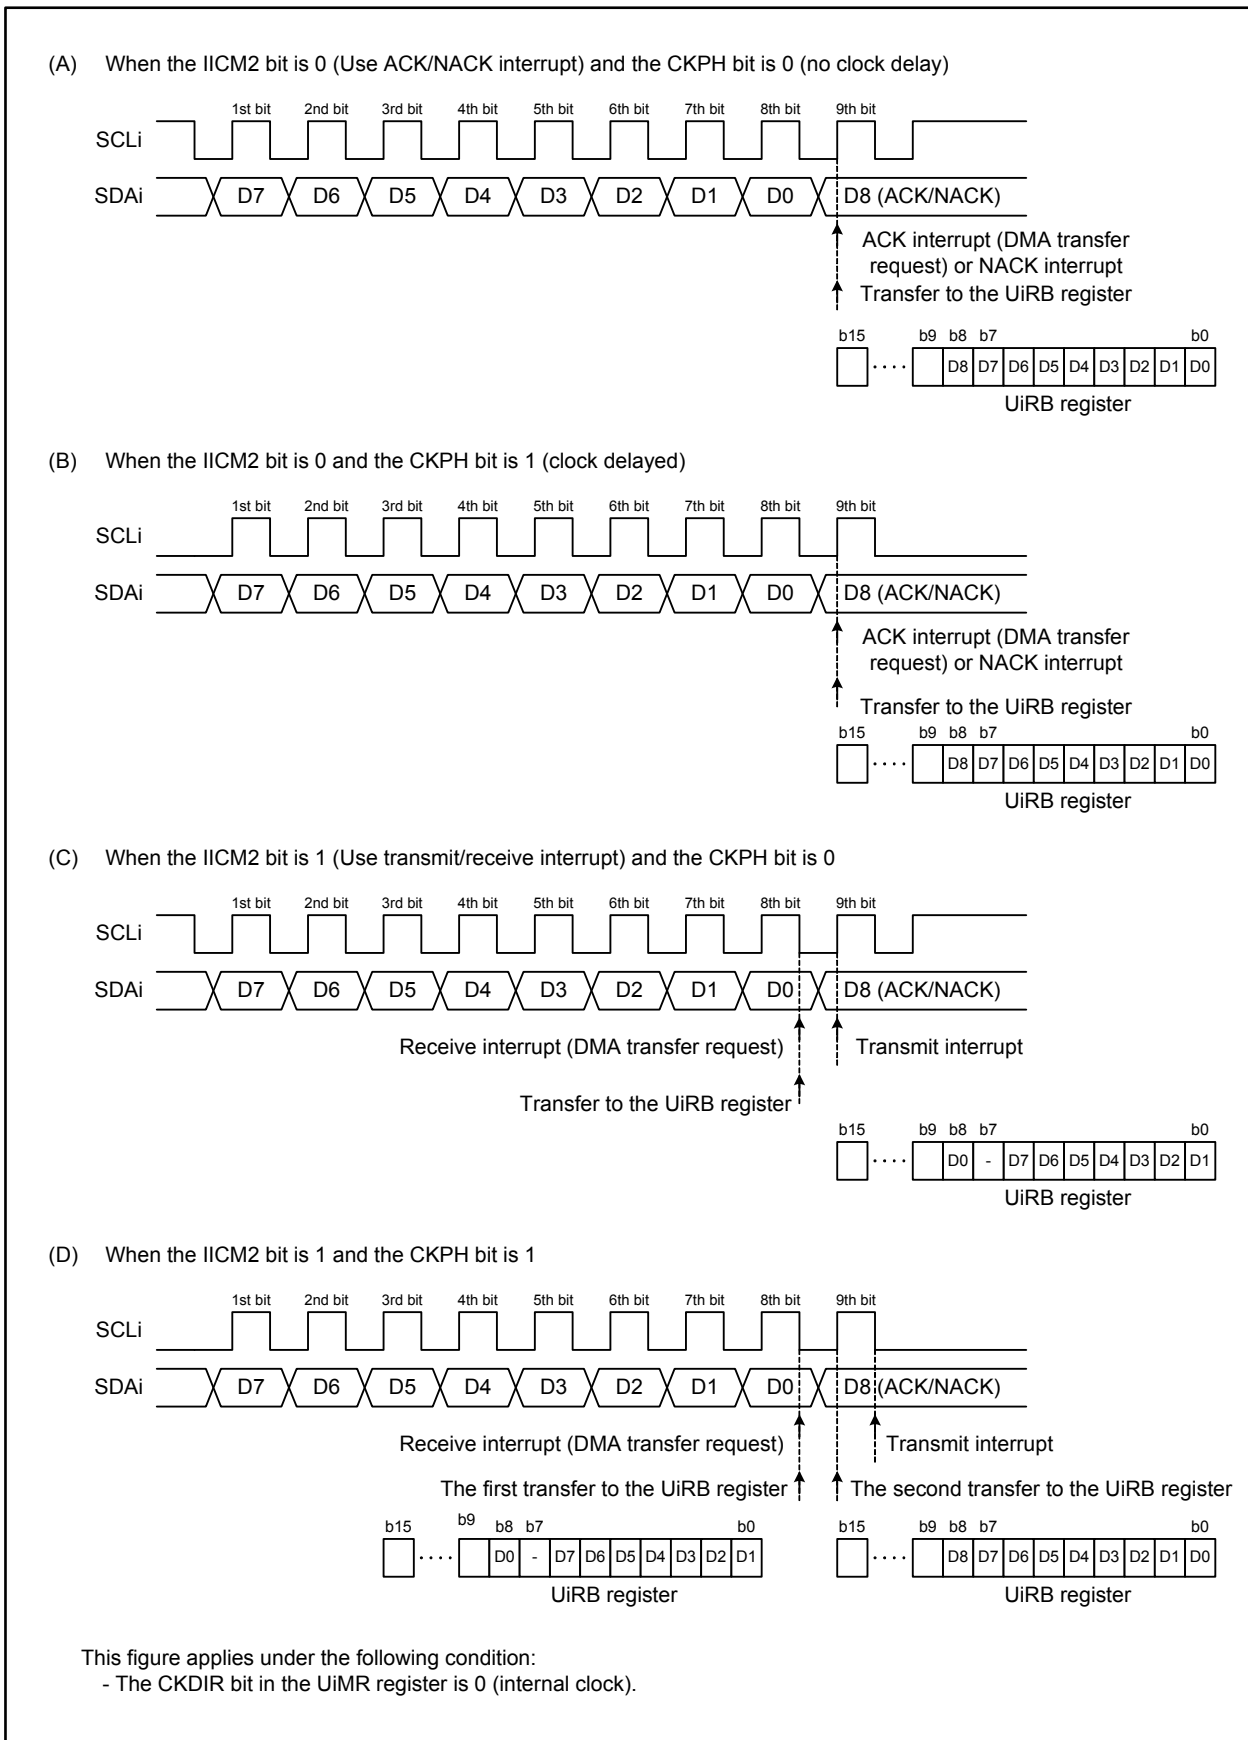 (A) When the IICM2 bit is 0 (Use ACK/NACK interrupt) and the CKPH bit is 0 (no clock delay)
1st bit 2nd bit 3rd bit 4th bit 5th bit 6th bit 7th bit 8th bit 9th bit
SCLi
SDAi D7 D6 D5 D4 D3 D2 D1 D0 D8 (ACK/NACK)
ACK interrupt (DMA transfer
request) or NACK interrupt
Transfer to the UiRB register
b15 b9 b8 b7 b0
.... D8 D7 D6 D5 D4 D3 D2 D1 D0
UiRB register
(B) When the IICM2 bit is 0 and the CKPH bit is 1 (clock delayed)
1st bit 2nd bit 3rd bit 4th bit 5th bit 6th bit 7th bit 8th bit 9th bit
SCLi
SDAi D7 D6 D5 D4 D3 D2 D1 D0 D8 (ACK/NACK)
ACK interrupt (DMA transfer
request) or NACK interrupt
Transfer to the UiRB register
b15 b9 b8 b7 b0
.... D8 D7 D6 D5 D4 D3 D2 D1 D0
UiRB register
(C) When the IICM2 bit is 1 (Use transmit/receive interrupt) and the CKPH bit is 0
1st bit 2nd bit 3rd bit 4th bit 5th bit 6th bit 7th bit 8th bit 9th bit
SCLi
SDAi D7 D6 D5 D4 D3 D2 D1 D0 D8 (ACK/NACK)
Receive interrupt (DMA transfer request) Transmit interrupt
Transfer to the UiRB register
b15 b9 b8 b7 b0
.... D0 - D7 D6 D5 D4 D3 D2 D1
UiRB register
(D) When the IICM2 bit is 1 and the CKPH bit is 1
1st bit 2nd bit 3rd bit 4th bit 5th bit 6th bit 7th bit 8th bit 9th bit
SCLi
SDAi D7 D6 D5 D4 D3 D2 D1 D0 D8 (ACK/NACK)
Receive interrupt (DMA transfer request) Transmit interrupt
The first transfer to the UiRB register The second transfer to the UiRB register
b15 b9 b8 b7 b0 b15 b9 b8 b7 b0
.... D0 - D7 D6 D5 D4 D3 D2 D1 .... D8 D7 D6 D5 D4 D3 D2 D1 D0
UiRB register UiRB register
This figure applies under the following condition:
- The CKDIR bit in the UiMR register is 0 (internal clock).